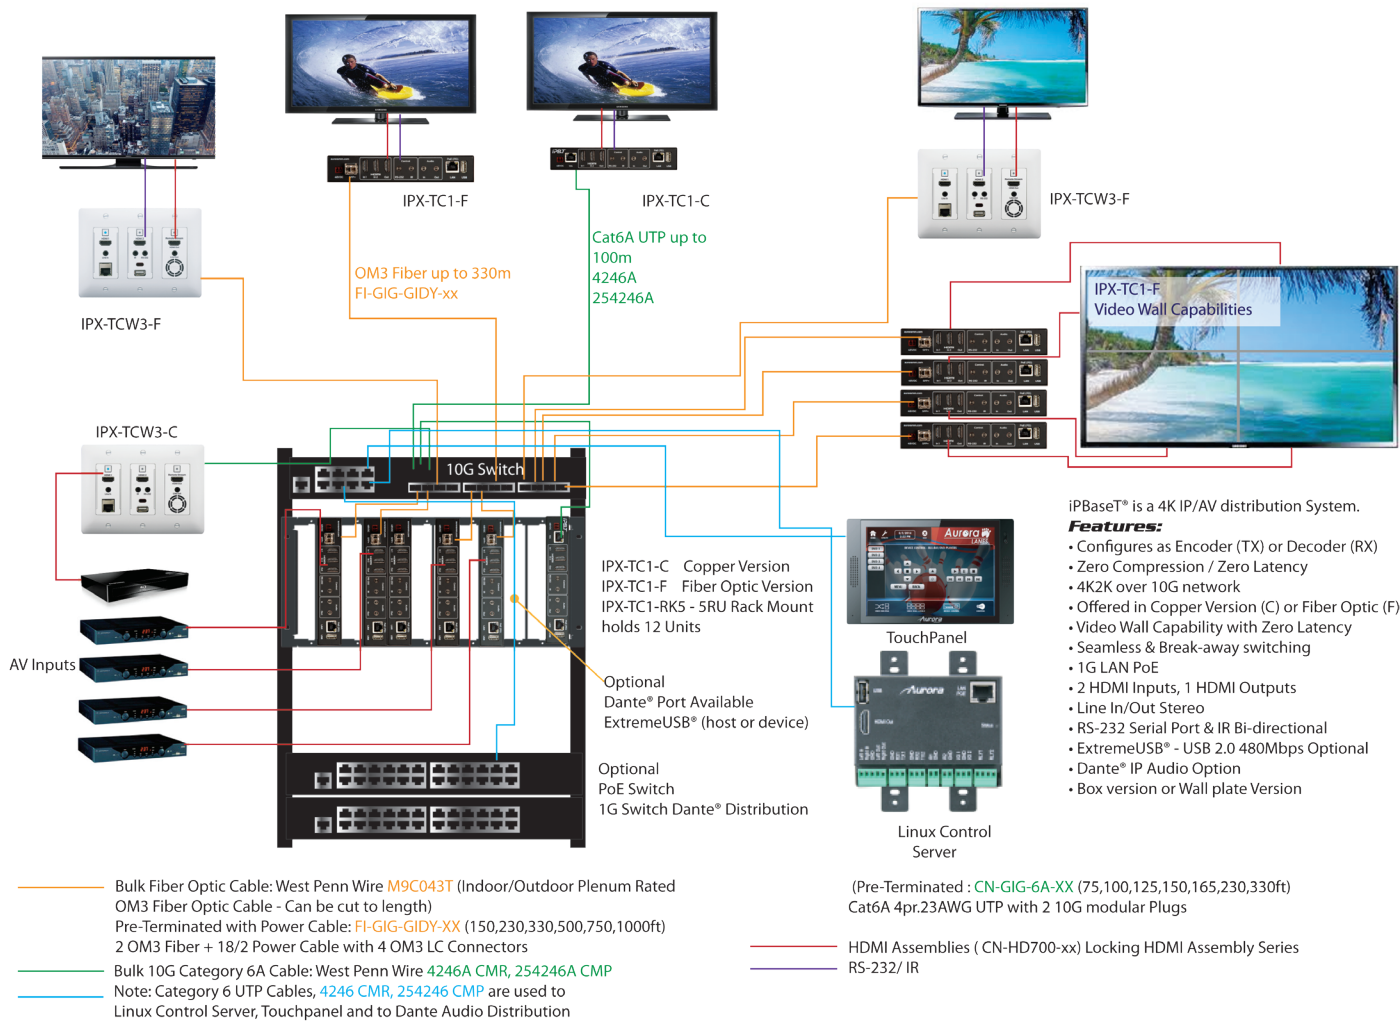 IPX-TC1-F
IPX-TC1-C
IPX-TCW3-F
Cat6A UTP up to
100m
4246A
254246A
OM3 Fiber up to 330m
FI-GIG-GIDY-xx
IPX-TC1-F
Video Wall Capabilities
IPX-TCW3-F
IPX-TCW3-C
10G Switch
AV Inputs
IPX-TC1-C Copper Version
IPX-TC1-F Fiber Optic Version
IPX-TC1-RK5 - 5RU Rack Mount
holds 12 Units
Optional
Dante® Port Available
ExtremeUSB® (host or device)
Optional
PoE Switch
1G Switch Dante® Distribution
Aurora
Aurora
TouchPanel
Aurora
USB
LAN
POE
Linux Control
Server
iPBaseT® is a 4K IP/AV distribution System.
Features:
• Configures as Encoder (TX) or Decoder (RX)
• Zero Compression / Zero Latency
• 4K2K over 10G network
• Offered in Copper Version (C) or Fiber Optic (F)
• Video Wall Capability with Zero Latency
• Seamless & Break-away switching
• 1G LAN PoE
• 2 HDMI Inputs, 1 HDMI Outputs
• Line In/Out Stereo
• RS-232 Serial Port & IR Bi-directional
• ExtremeUSB® - USB 2.0 480Mbps Optional
• Dante® IP Audio Option
• Box version or Wall plate Version
Bulk Fiber Optic Cable: West Penn Wire M9C043T (Indoor/Outdoor Plenum Rated
OM3 Fiber Optic Cable - Can be cut to length)
Pre-Terminated with Power Cable: FI-GIG-GIDY-XX (150,230,330,500,750,1000ft)
2 OM3 Fiber + 18/2 Power Cable with 4 OM3 LC Connectors
Bulk 10G Category 6A Cable: West Penn Wire 4246A CMR, 254246A CMP
Note: Category 6 UTP Cables, 4246 CMR, 254246 CMP are used to
Linux Control Server, Touchpanel and to Dante Audio Distribution
(Pre-Terminated : CN-GIG-6A-XX (75,100,125,150,165,230,330ft)
Cat6A 4pr.23AWG UTP with 2 10G modular Plugs
HDMI Assemblies ( CN-HD700-xx) Locking HDMI Assembly Series
RS-232/ IR